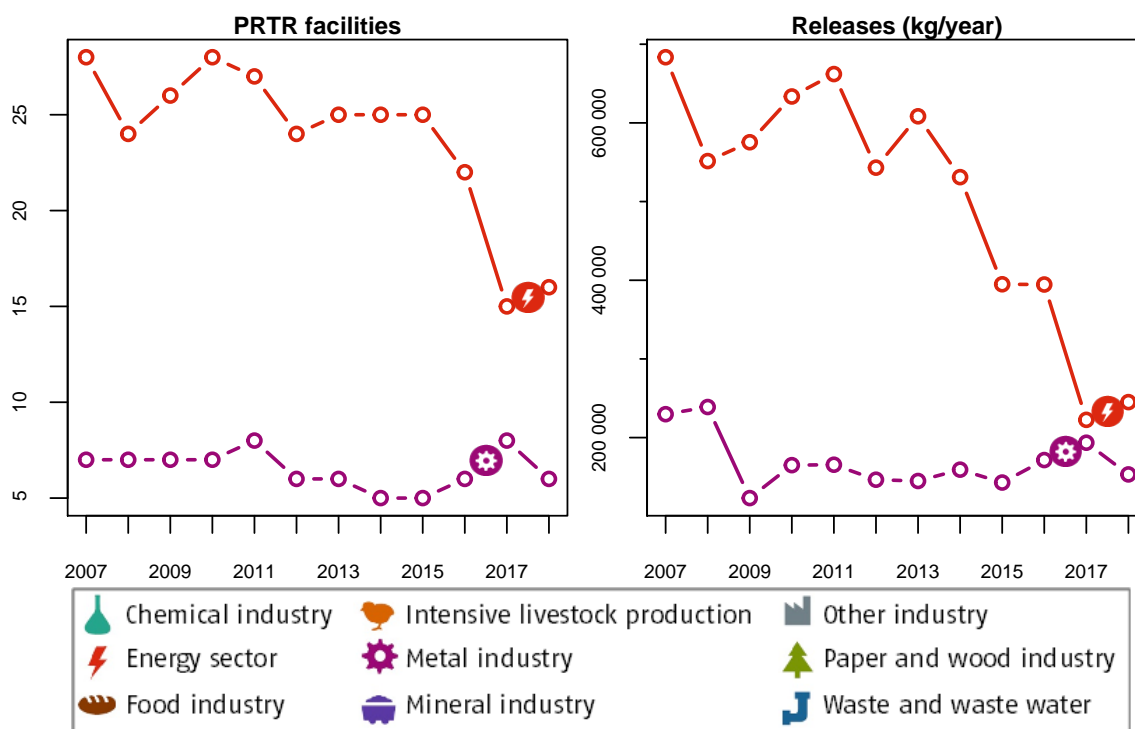 PRTR facilities
25
20
15
10
5
2007 2009 2011 2013 2015 2017
Releases (kg/year)
600 000
400 000
200 000
2007 2009 2011 2013 2015 2017
Chemical industry Intensive livestock production Other industry
Energy sector Metal industry Paper and wood industry
Food industry Mineral industry Waste and waste water